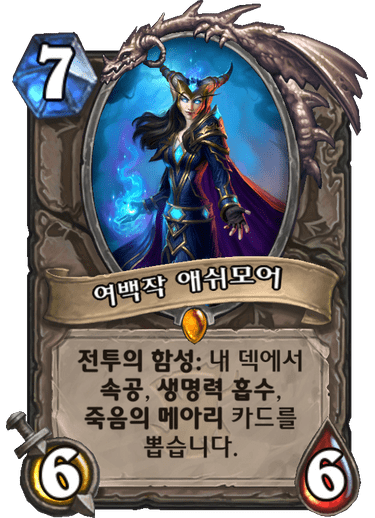 7
여백작 애쉬모어
전투의 함성: 내 덱에서
속공, 생명력 흡수,
죽음의 메아리 카드를
뽑습니다.
6
6